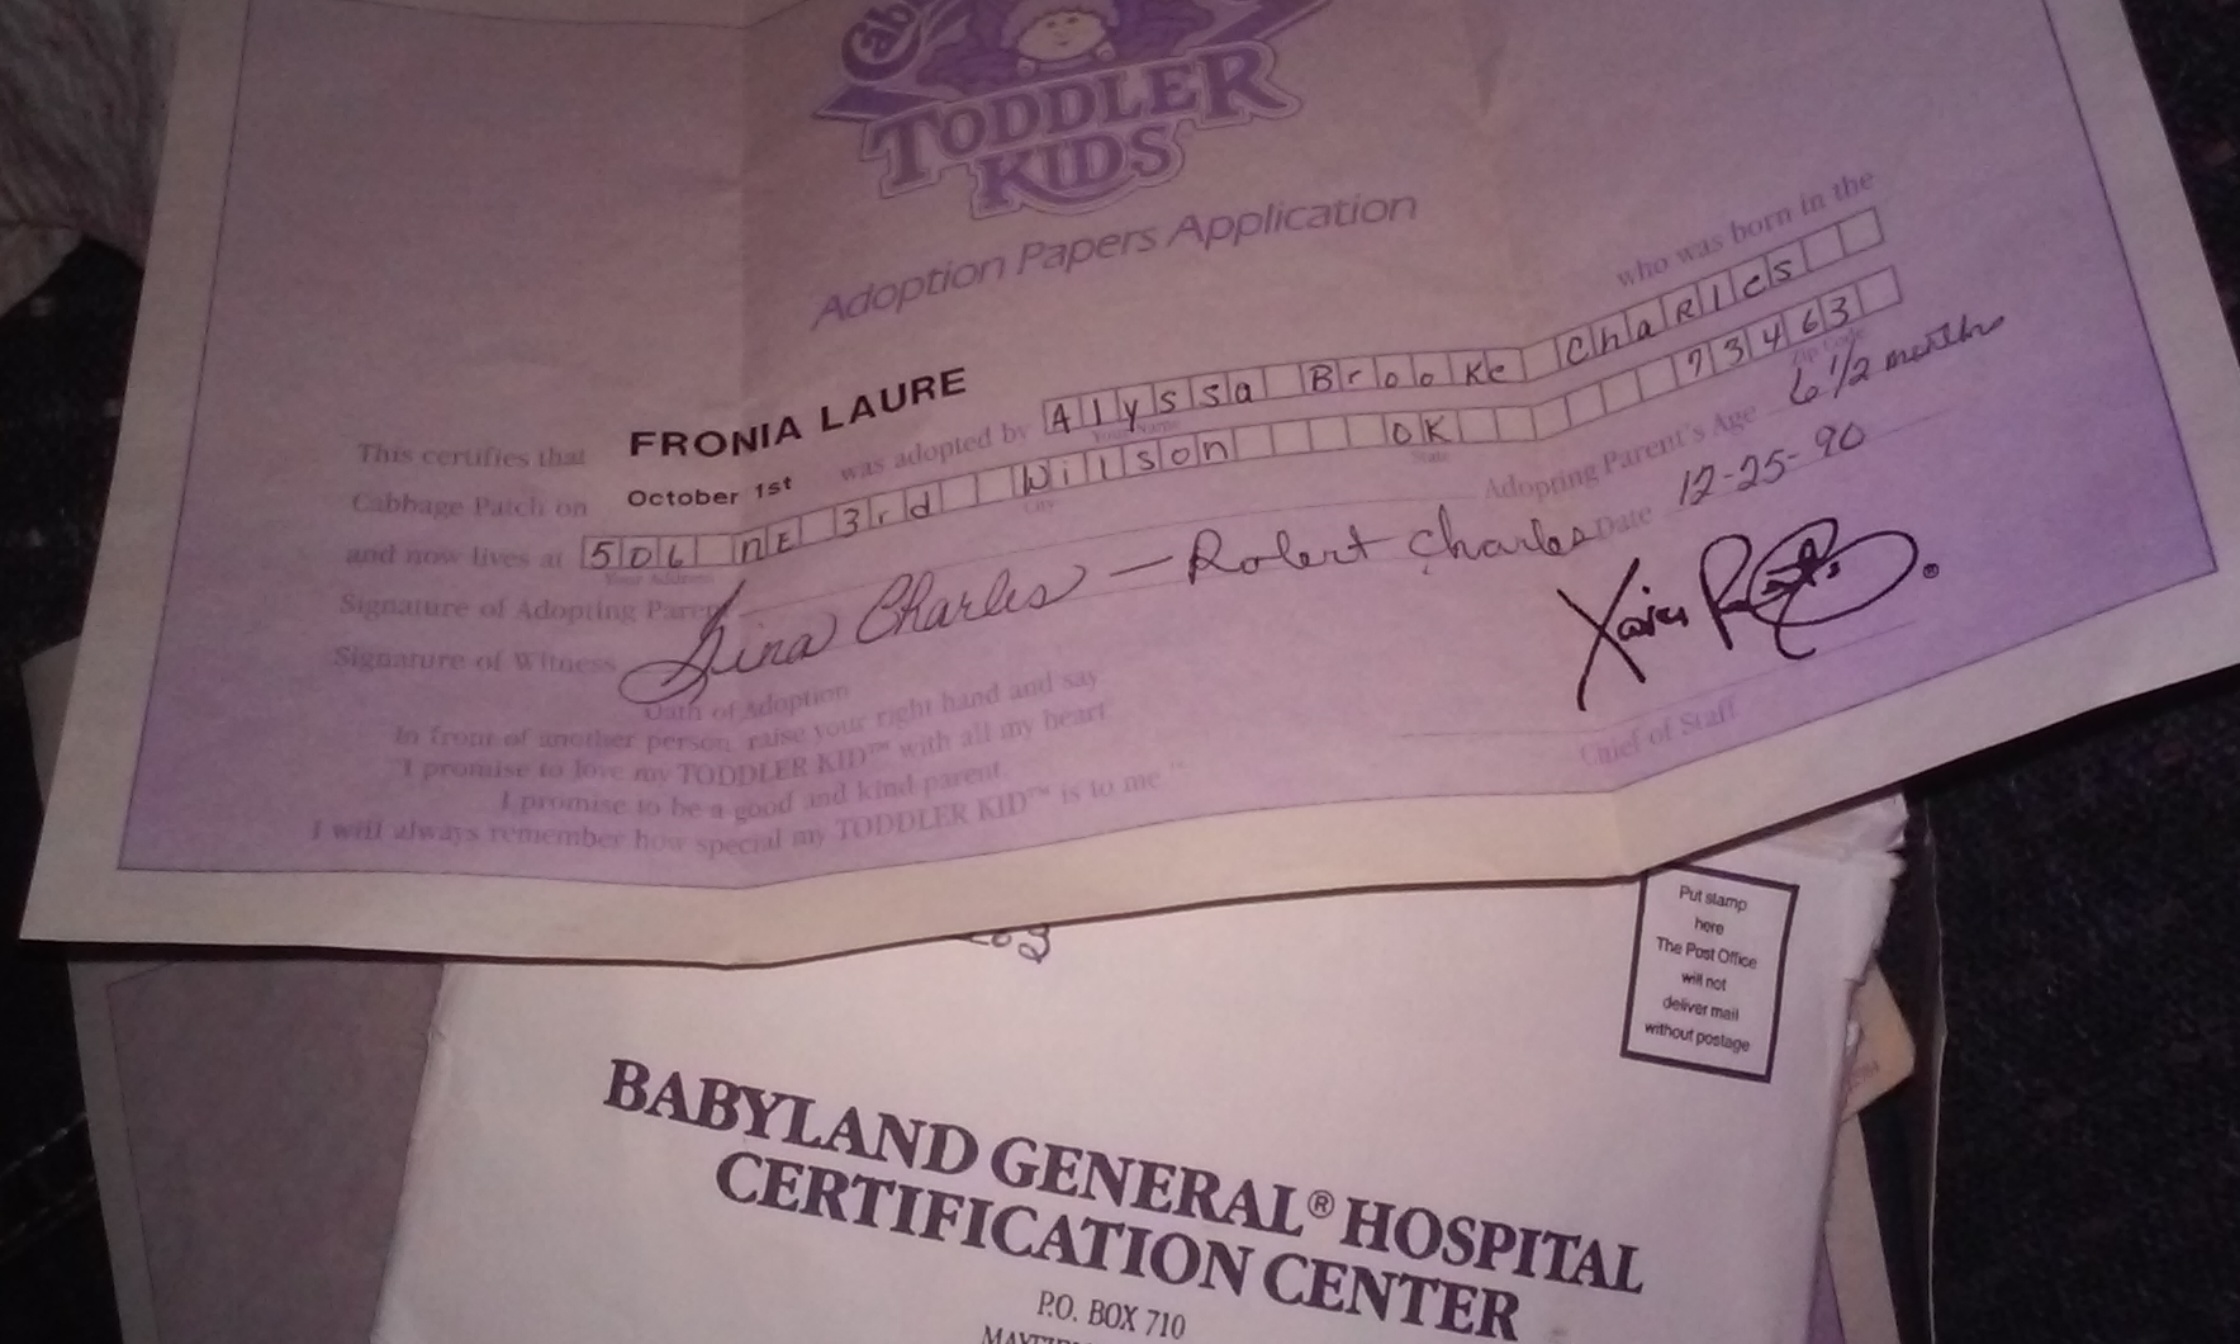 TODDLER
KIDS
Adoption Papers Application
This certifies that FRONIA LAURE was adopted by Alyssa Brooke Charles who was born in the
Your Name
Cabbage Patch on October 1st
and now lives at 506 NE 3rd Wilson OK 73463
Your Address City State Zip Code
Adopting Parent's Age 6 1/2 months
Signature of Adopting Parent
Date 12-25-90
Signature of Witness Gina Charles — Robert Charles
Xavier Roberts ®
Chief of Staff
Oath of Adoption
In front of another person, raise your right hand and say
"I promise to love my TODDLER KID™ with all my heart
I promise to be a good and kind parent
I will always remember how special my TODDLER KID™ is to me"
Put stamp
here
The Post Office
will not
deliver mail
without postage
BABYLAND GENERAL® HOSPITAL
CERTIFICATION CENTER
P.O. BOX 710